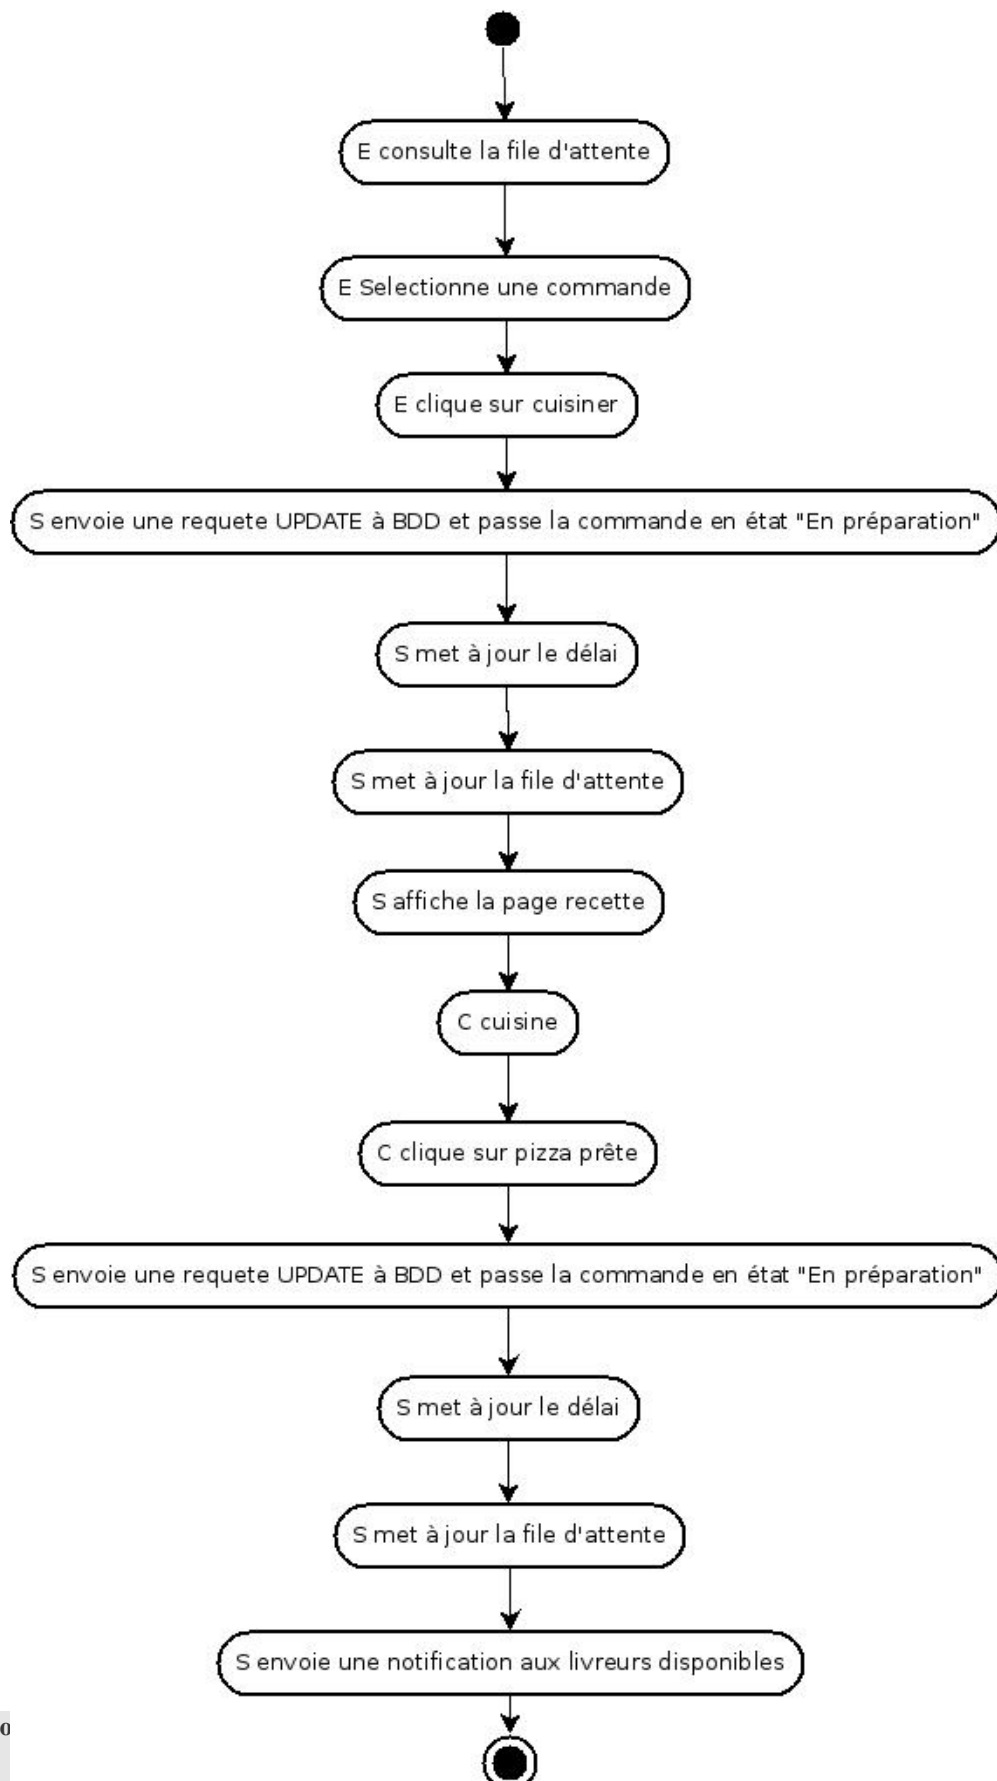 E consulte la file d'attente
E Selectionne une commande
E clique sur cuisiner
S envoie une requete UPDATE à BDD et passe la commande en état "En préparation"
S met à jour le délai
S met à jour la file d'attente
S affiche la page recette
C cuisine
C clique sur pizza prête
S envoie une requete UPDATE à BDD et passe la commande en état "En préparation"
S met à jour le délai
S met à jour la file d'attente
S envoie une notification aux livreurs disponibles